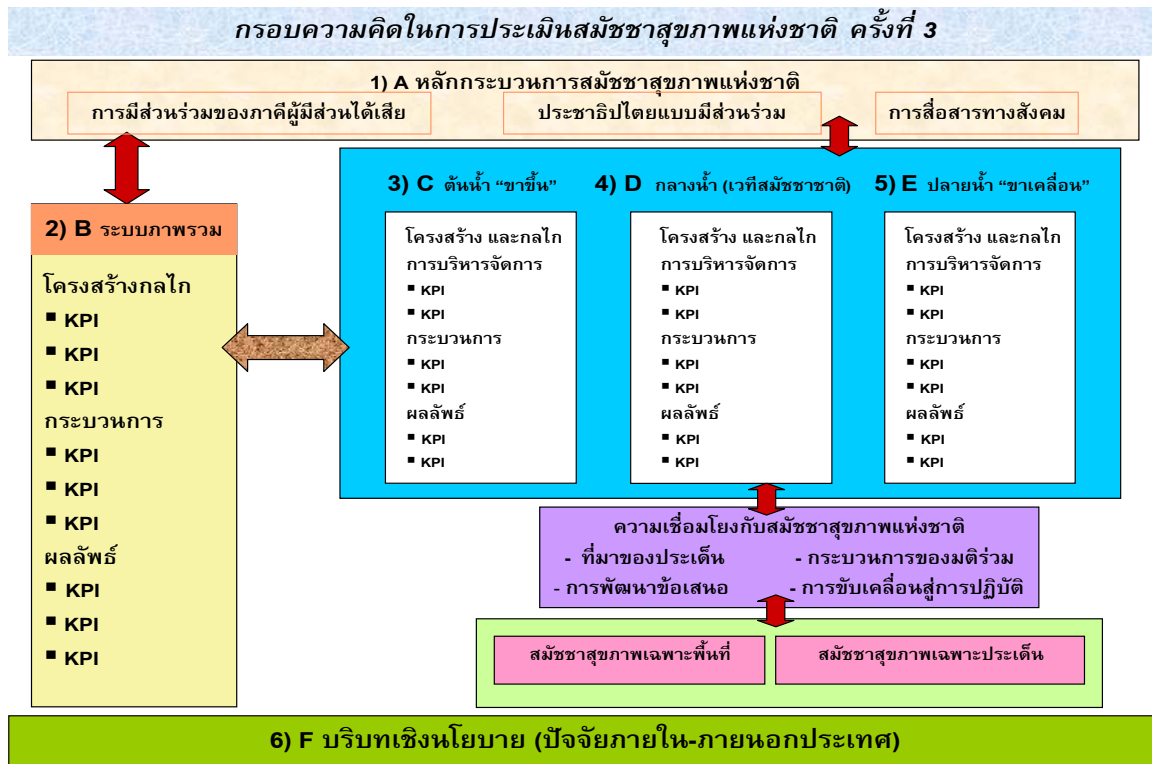 กรอบความคิดในการประเมินสมัชชาสุขภาพแห่งชาติ ครั้งที่ 3
1) A หลักกระบวนการสมัชชาสุขภาพแห่งชาติ
การมีส่วนร่วมของภาคีผู้มีส่วนได้เสีย
ประชาธิปไตยแบบมีส่วนร่วม
การสื่อสารทางสังคม
2) B ระบบภาพรวม
โครงสร้างกลไก
▪ KPI
▪ KPI
▪ KPI
กระบวนการ
▪ KPI
▪ KPI
▪ KPI
ผลลัพธ์
▪ KPI
▪ KPI
▪ KPI
3) C ต้นน้ำ “ขาขึ้น”
โครงสร้าง และกลไก
การบริหารจัดการ
▪ KPI
▪ KPI
กระบวนการ
▪ KPI
▪ KPI
ผลลัพธ์
▪ KPI
▪ KPI
4) D กลางน้ำ (เวทีสมัชชาชาติ)
โครงสร้าง และกลไก
การบริหารจัดการ
▪ KPI
▪ KPI
กระบวนการ
▪ KPI
▪ KPI
ผลลัพธ์
▪ KPI
▪ KPI
5) E ปลายน้ำ “ขาเคลื่อน”
โครงสร้าง และกลไก
การบริหารจัดการ
▪ KPI
▪ KPI
กระบวนการ
▪ KPI
▪ KPI
ผลลัพธ์
▪ KPI
▪ KPI
ความเชื่อมโยงกับสมัชชาสุขภาพแห่งชาติ
- ที่มาของประเด็น - กระบวนการของมติร่วม
- การพัฒนาข้อเสนอ - การขับเคลื่อนสู่การปฏิบัติ
สมัชชาสุขภาพเฉพาะพื้นที่
สมัชชาสุขภาพเฉพาะประเด็น
6) F บริบทเชิงนโยบาย (ปัจจัยภายใน-ภายนอกประเทศ)